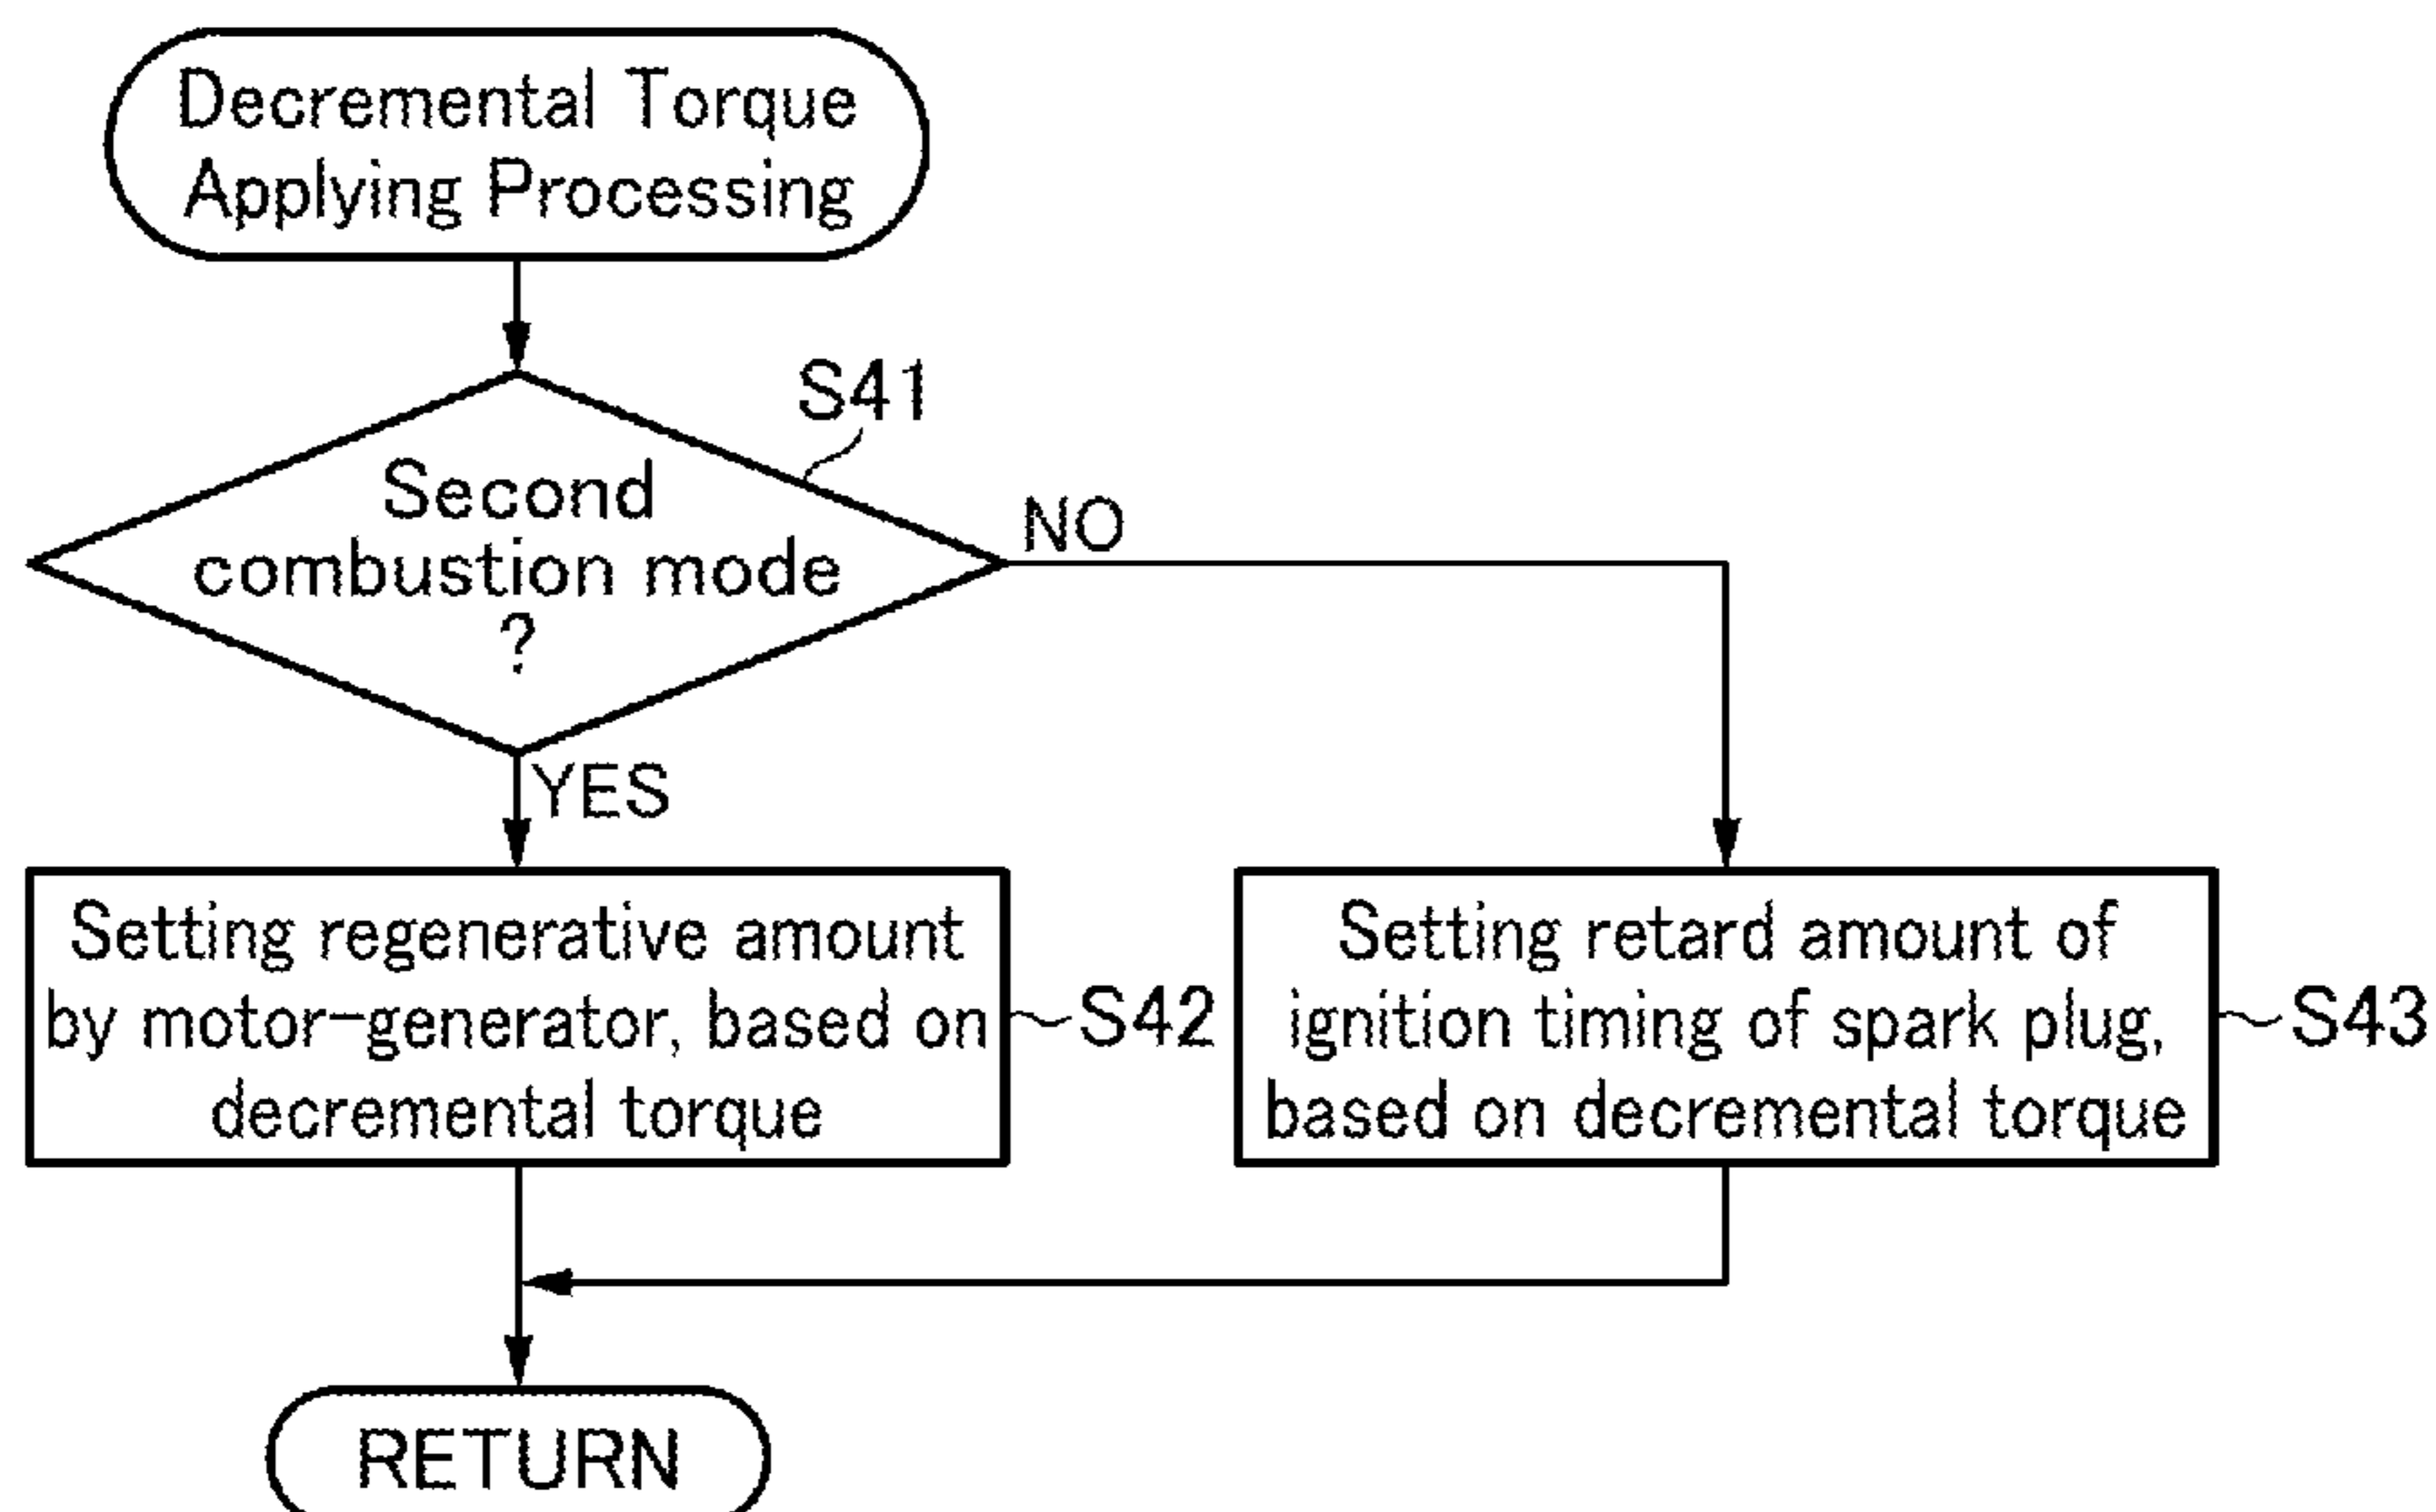 Decremental Torque
Applying Processing
S41
Second
combustion mode
?
NO
YES
Setting regenerative amount
by motor-generator, based on
decremental torque
S42
Setting retard amount of
ignition timing of spark plug,
based on decremental torque
S43
RETURN